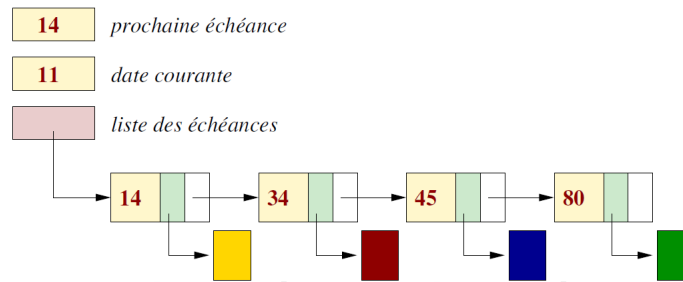 14 prochaine échéance
11 date courante
liste des échéances
14 34 45 80